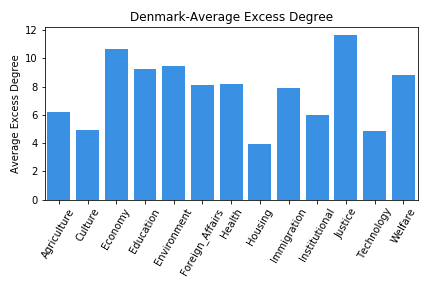 Denmark-Average Excess Degree
Average Excess Degree
12
10
8
6
4
2
0
Agriculture
Culture
Economy
Education
Environment
Foreign_Affairs
Health
Housing
Immigration
Institutional
Justice
Technology
Welfare